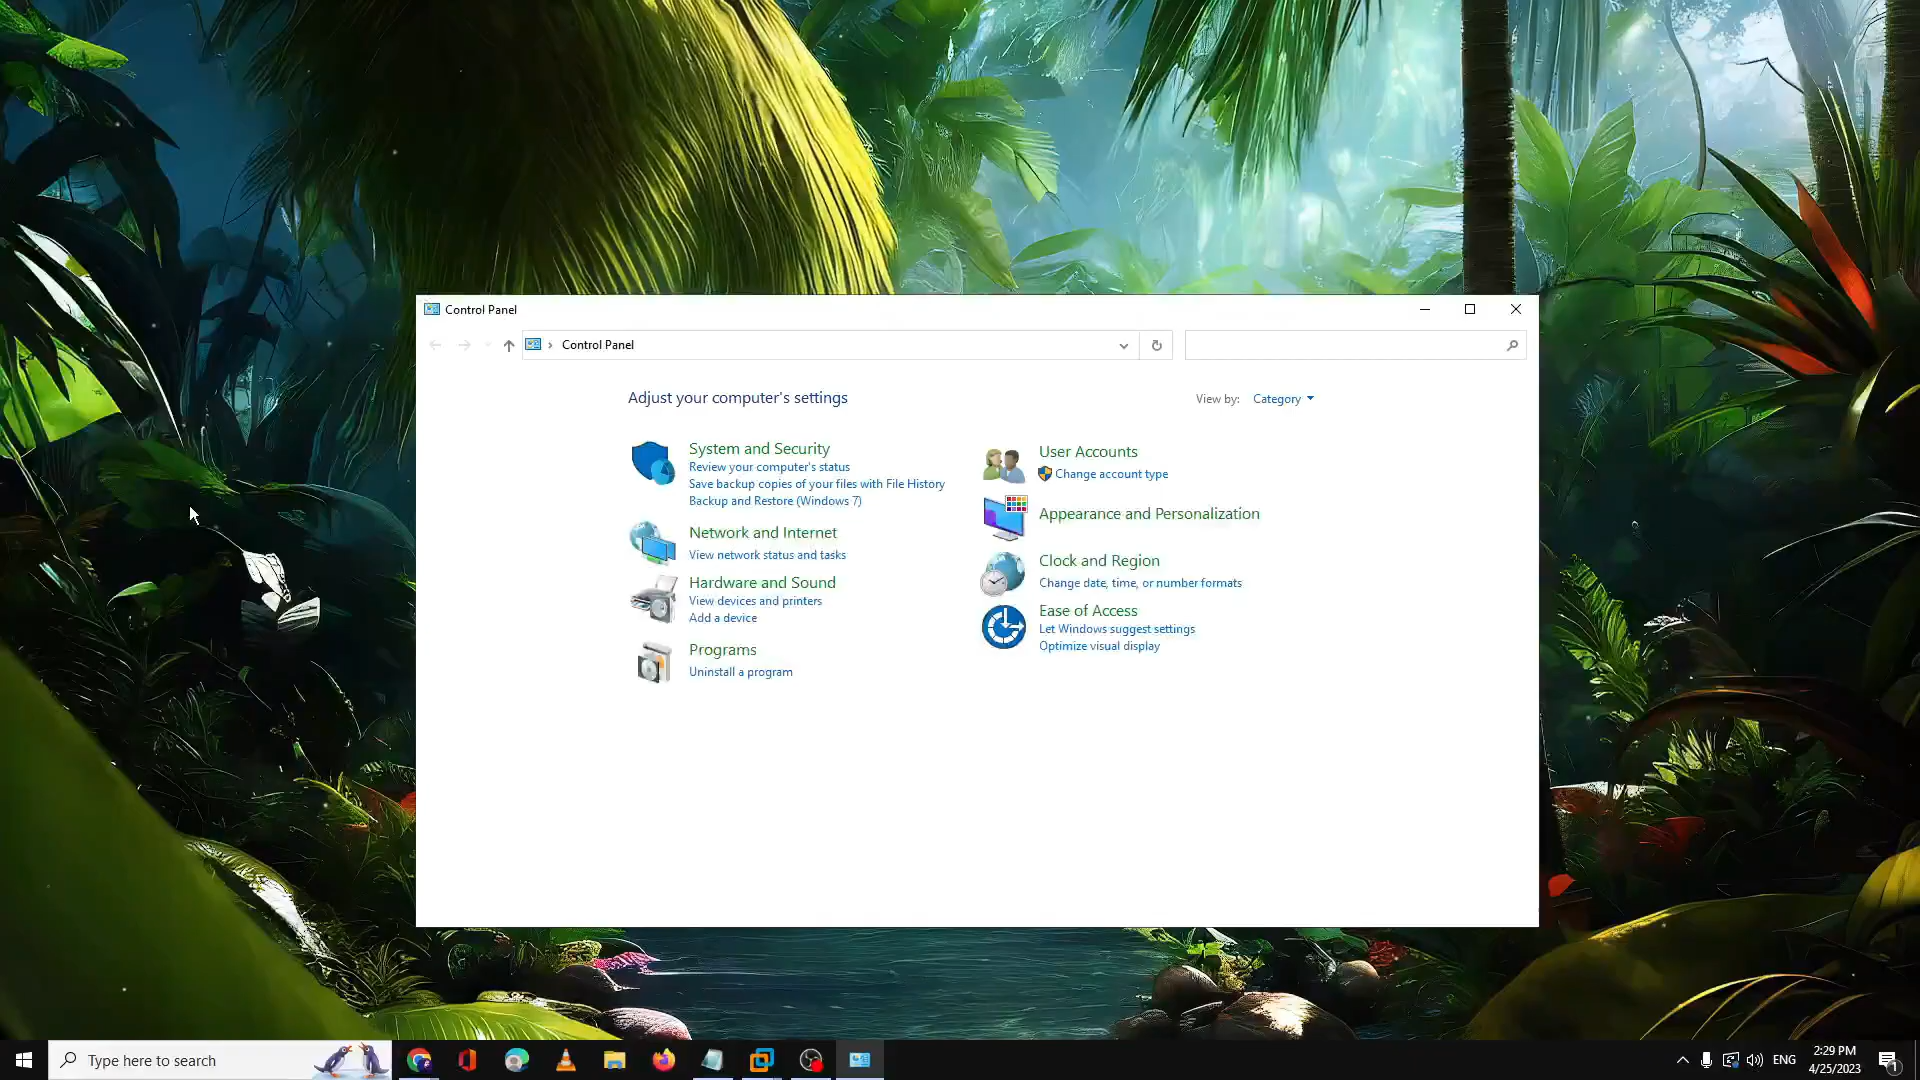 Control Panel
Control Panel
Adjust your computer's settings
View by: Category
System and Security
Review your computer's status
Save backup copies of your files with File History
Backup and Restore (Windows 7)
Network and Internet
View network status and tasks
Hardware and Sound
View devices and printers
Add a device
Programs
Uninstall a program
User Accounts
Change account type
Appearance and Personalization
Clock and Region
Change date, time, or number formats
Ease of Access
Let Windows suggest settings
Optimize visual display
Type here to search
ENG
2:29 PM
4/25/2023
1